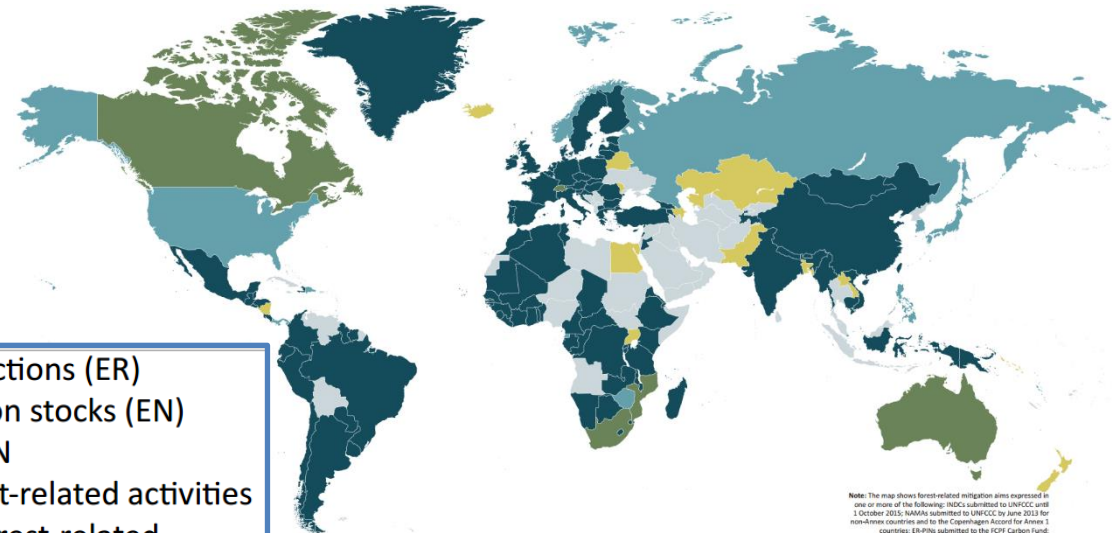 ctions (ER)
on stocks (EN)
N
t-related activities
rest-related
Note: The map shows forest-related mitigation aims expressed in
one or more of the following: INDCs submitted to UNFCCC until
1 October 2015; NAMAs submitted to UNFCCC by June 2013 for
non-Annex countries and to the Copenhagen Accord for Annex 1
countries; ER-PINs submitted to the FCPF Carbon Fund;